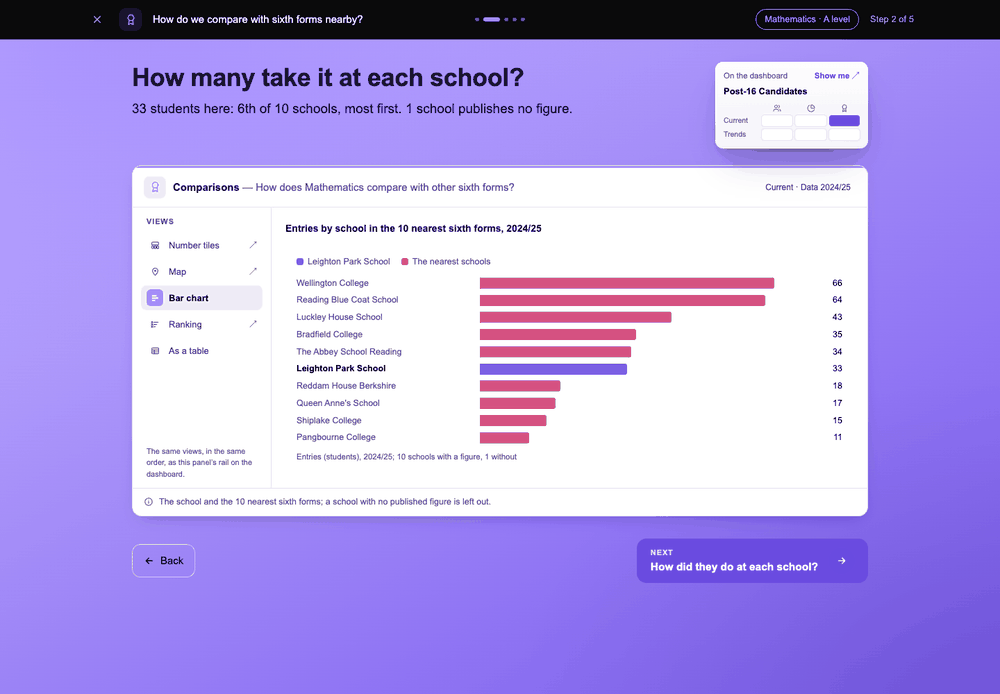 How do we compare with sixth forms nearby?
Mathematics · A level
Step 2 of 5
How many take it at each school?
33 students here: 6th of 10 schools, most first. 1 school publishes no figure.
On the dashboard
Show me
Post-16 Candidates
Current
Trends
Comparisons — How does Mathematics compare with other sixth forms?
Current · Data 2024/25
VIEWS
Number tiles
Map
Bar chart
Ranking
As a table
The same views, in the same
order, as this panel's rail on the
dashboard.
Entries by school in the 10 nearest sixth forms, 2024/25
Leighton Park School
The nearest schools
Wellington College 66
Reading Blue Coat School 64
Luckley House School 43
Bradfield College 35
The Abbey School Reading 34
Leighton Park School 33
Reddam House Berkshire 18
Queen Anne's School 17
Shiplake College 15
Pangbourne College 11
Entries (students), 2024/25; 10 schools with a figure, 1 without
The school and the 10 nearest sixth forms; a school with no published figure is left out.
Back
NEXT
How did they do at each school?